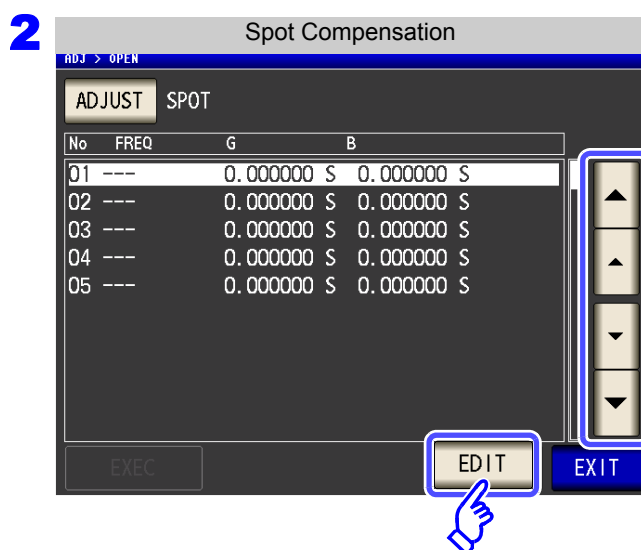 2
Spot Compensation
ADJ > OPEN
ADJUST SPOT
No FREQ G B
01 --- 0.000000 S 0.000000 S
02 --- 0.000000 S 0.000000 S
03 --- 0.000000 S 0.000000 S
04 --- 0.000000 S 0.000000 S
05 --- 0.000000 S 0.000000 S
EXEC EDIT EXIT